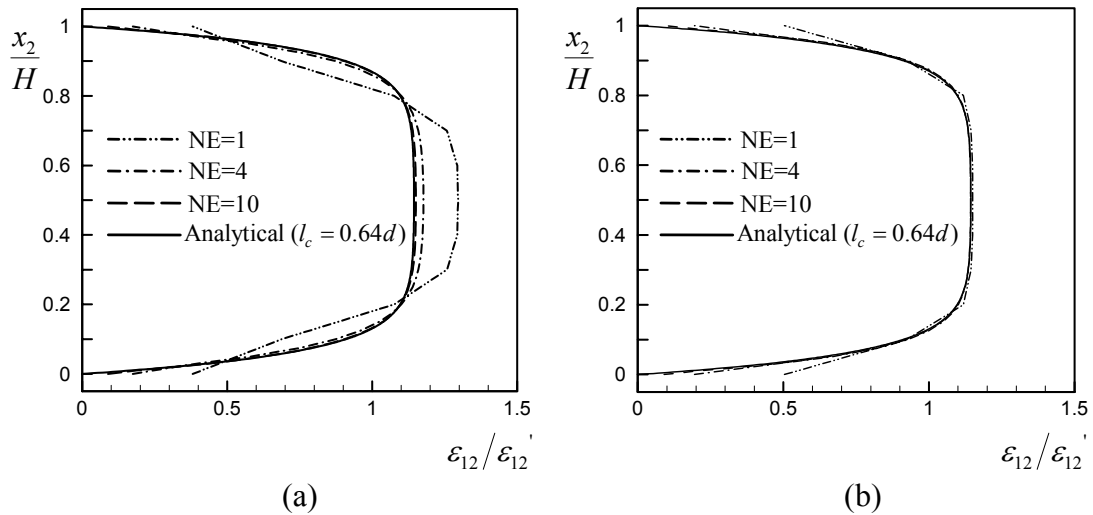 1
x₂/H
0.8
0.6
0.4
0.2
0
NE=1
NE=4
NE=10
Analytical (l_c = 0.64d)
0 0.5 1 1.5
ε₁₂/ε₁₂'
(a)
1
x₂/H
0.8
0.6
0.4
0.2
0
NE=1
NE=4
NE=10
Analytical (l_c = 0.64d)
0 0.5 1 1.5
ε₁₂/ε₁₂'
(b)